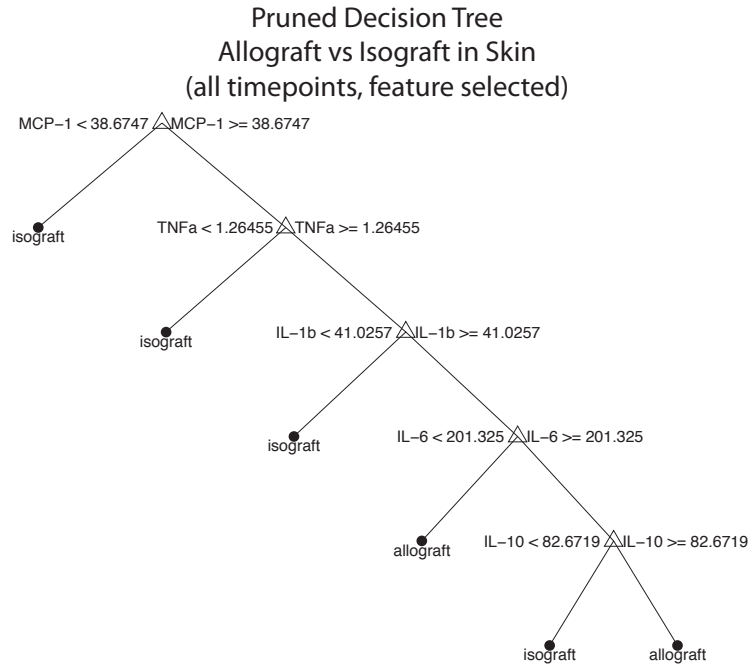 Pruned Decision Tree
Allograft vs Isograft in Skin
(all timepoints, feature selected)
MCP−1 < 38.6747 MCP−1 >= 38.6747
isograft
TNFa < 1.26455 TNFa >= 1.26455
isograft
IL−1b < 41.0257 IL−1b >= 41.0257
isograft
IL−6 < 201.325 IL−6 >= 201.325
allograft
IL−10 < 82.6719 IL−10 >= 82.6719
isograft allograft